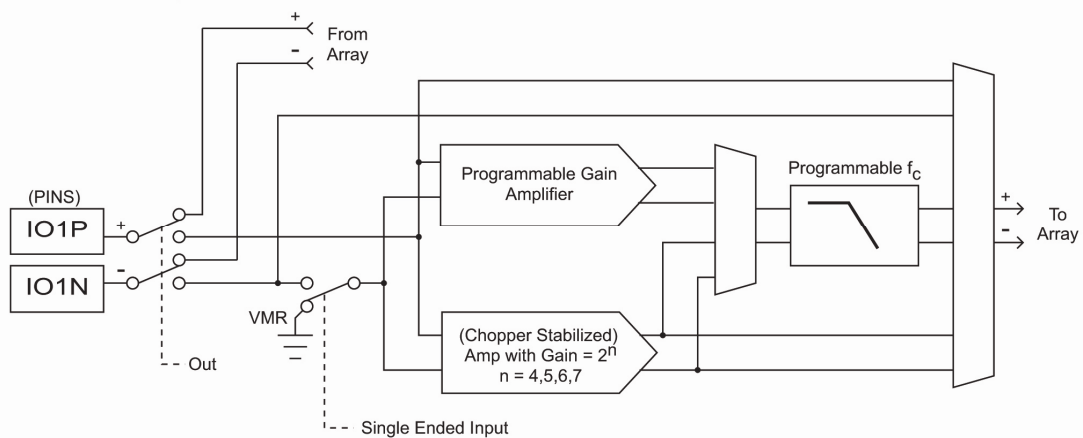 +
From
-
Array
(PINS)
IO1P
+
IO1N
-
VMR
Out
Single Ended Input
Programmable Gain
Amplifier
(Chopper Stabilized)
Amp with Gain = 2ⁿ
n = 4,5,6,7
Programmable fc
+
To
-
Array